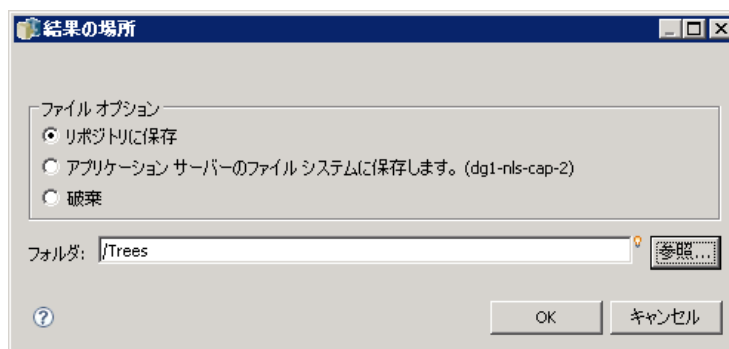 結果の場所
ファイル オプション
リポジトリに保存
アプリケーション サーバーのファイル システムに保存します。(dg1-nls-cap-2)
破棄
フォルダ: /Trees 参照...
? OK キャンセル